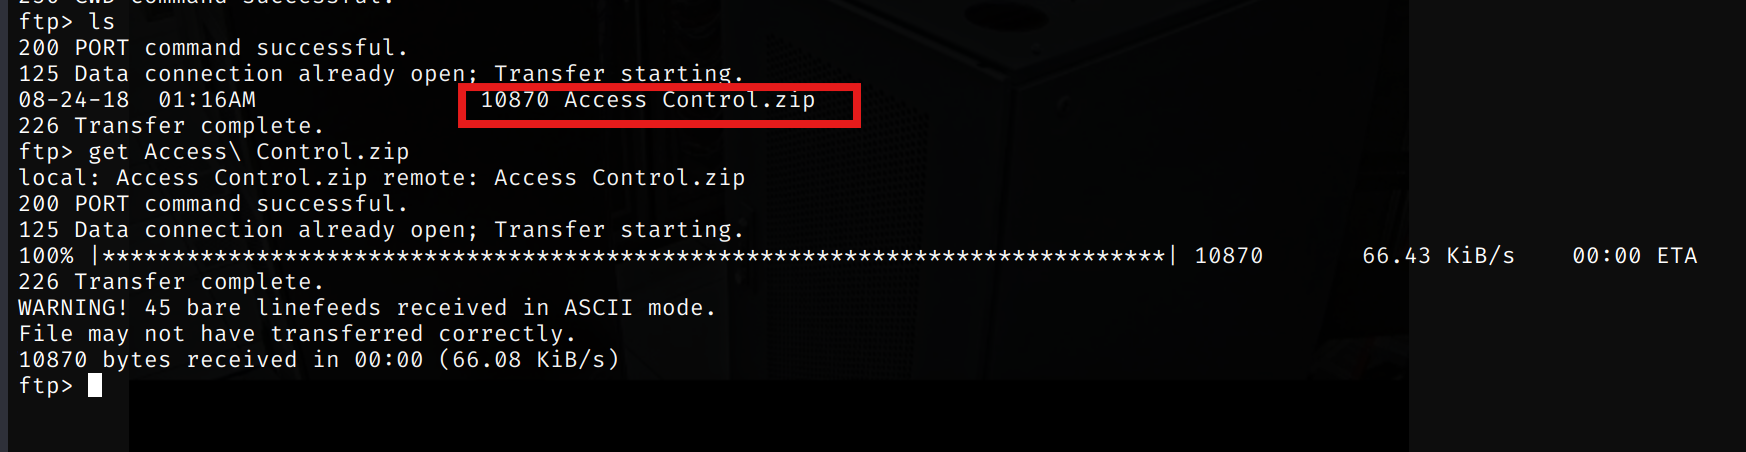 ftp> ls
200 PORT command successful.
125 Data connection already open; Transfer starting.
08-24-18  01:16AM                10870 Access Control.zip
226 Transfer complete.
ftp> get Access\ Control.zip
local: Access Control.zip remote: Access Control.zip
200 PORT command successful.
125 Data connection already open; Transfer starting.
100% |****************************************************************************| 10870       66.43 KiB/s    00:00 ETA
226 Transfer complete.
WARNING! 45 bare linefeeds received in ASCII mode.
File may not have transferred correctly.
10870 bytes received in 00:00 (66.08 KiB/s)
ftp>